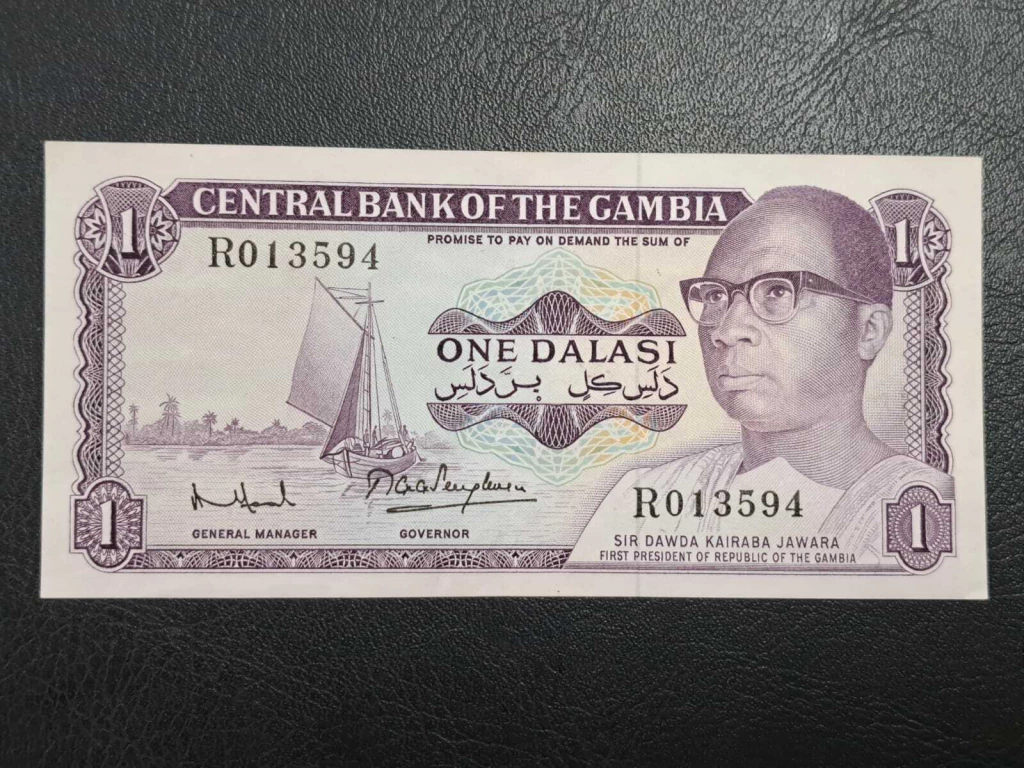 1 CENTRAL BANK OF THE GAMBIA 1
R013594
PROMISE TO PAY ON DEMAND THE SUM OF
ONE DALASI
دَلَسِ كِلِ بْرَّدَلَسِ
R013594
GENERAL MANAGER GOVERNOR
SIR DAWDA KAIRABA JAWARA
FIRST PRESIDENT OF REPUBLIC OF THE GAMBIA
1 1